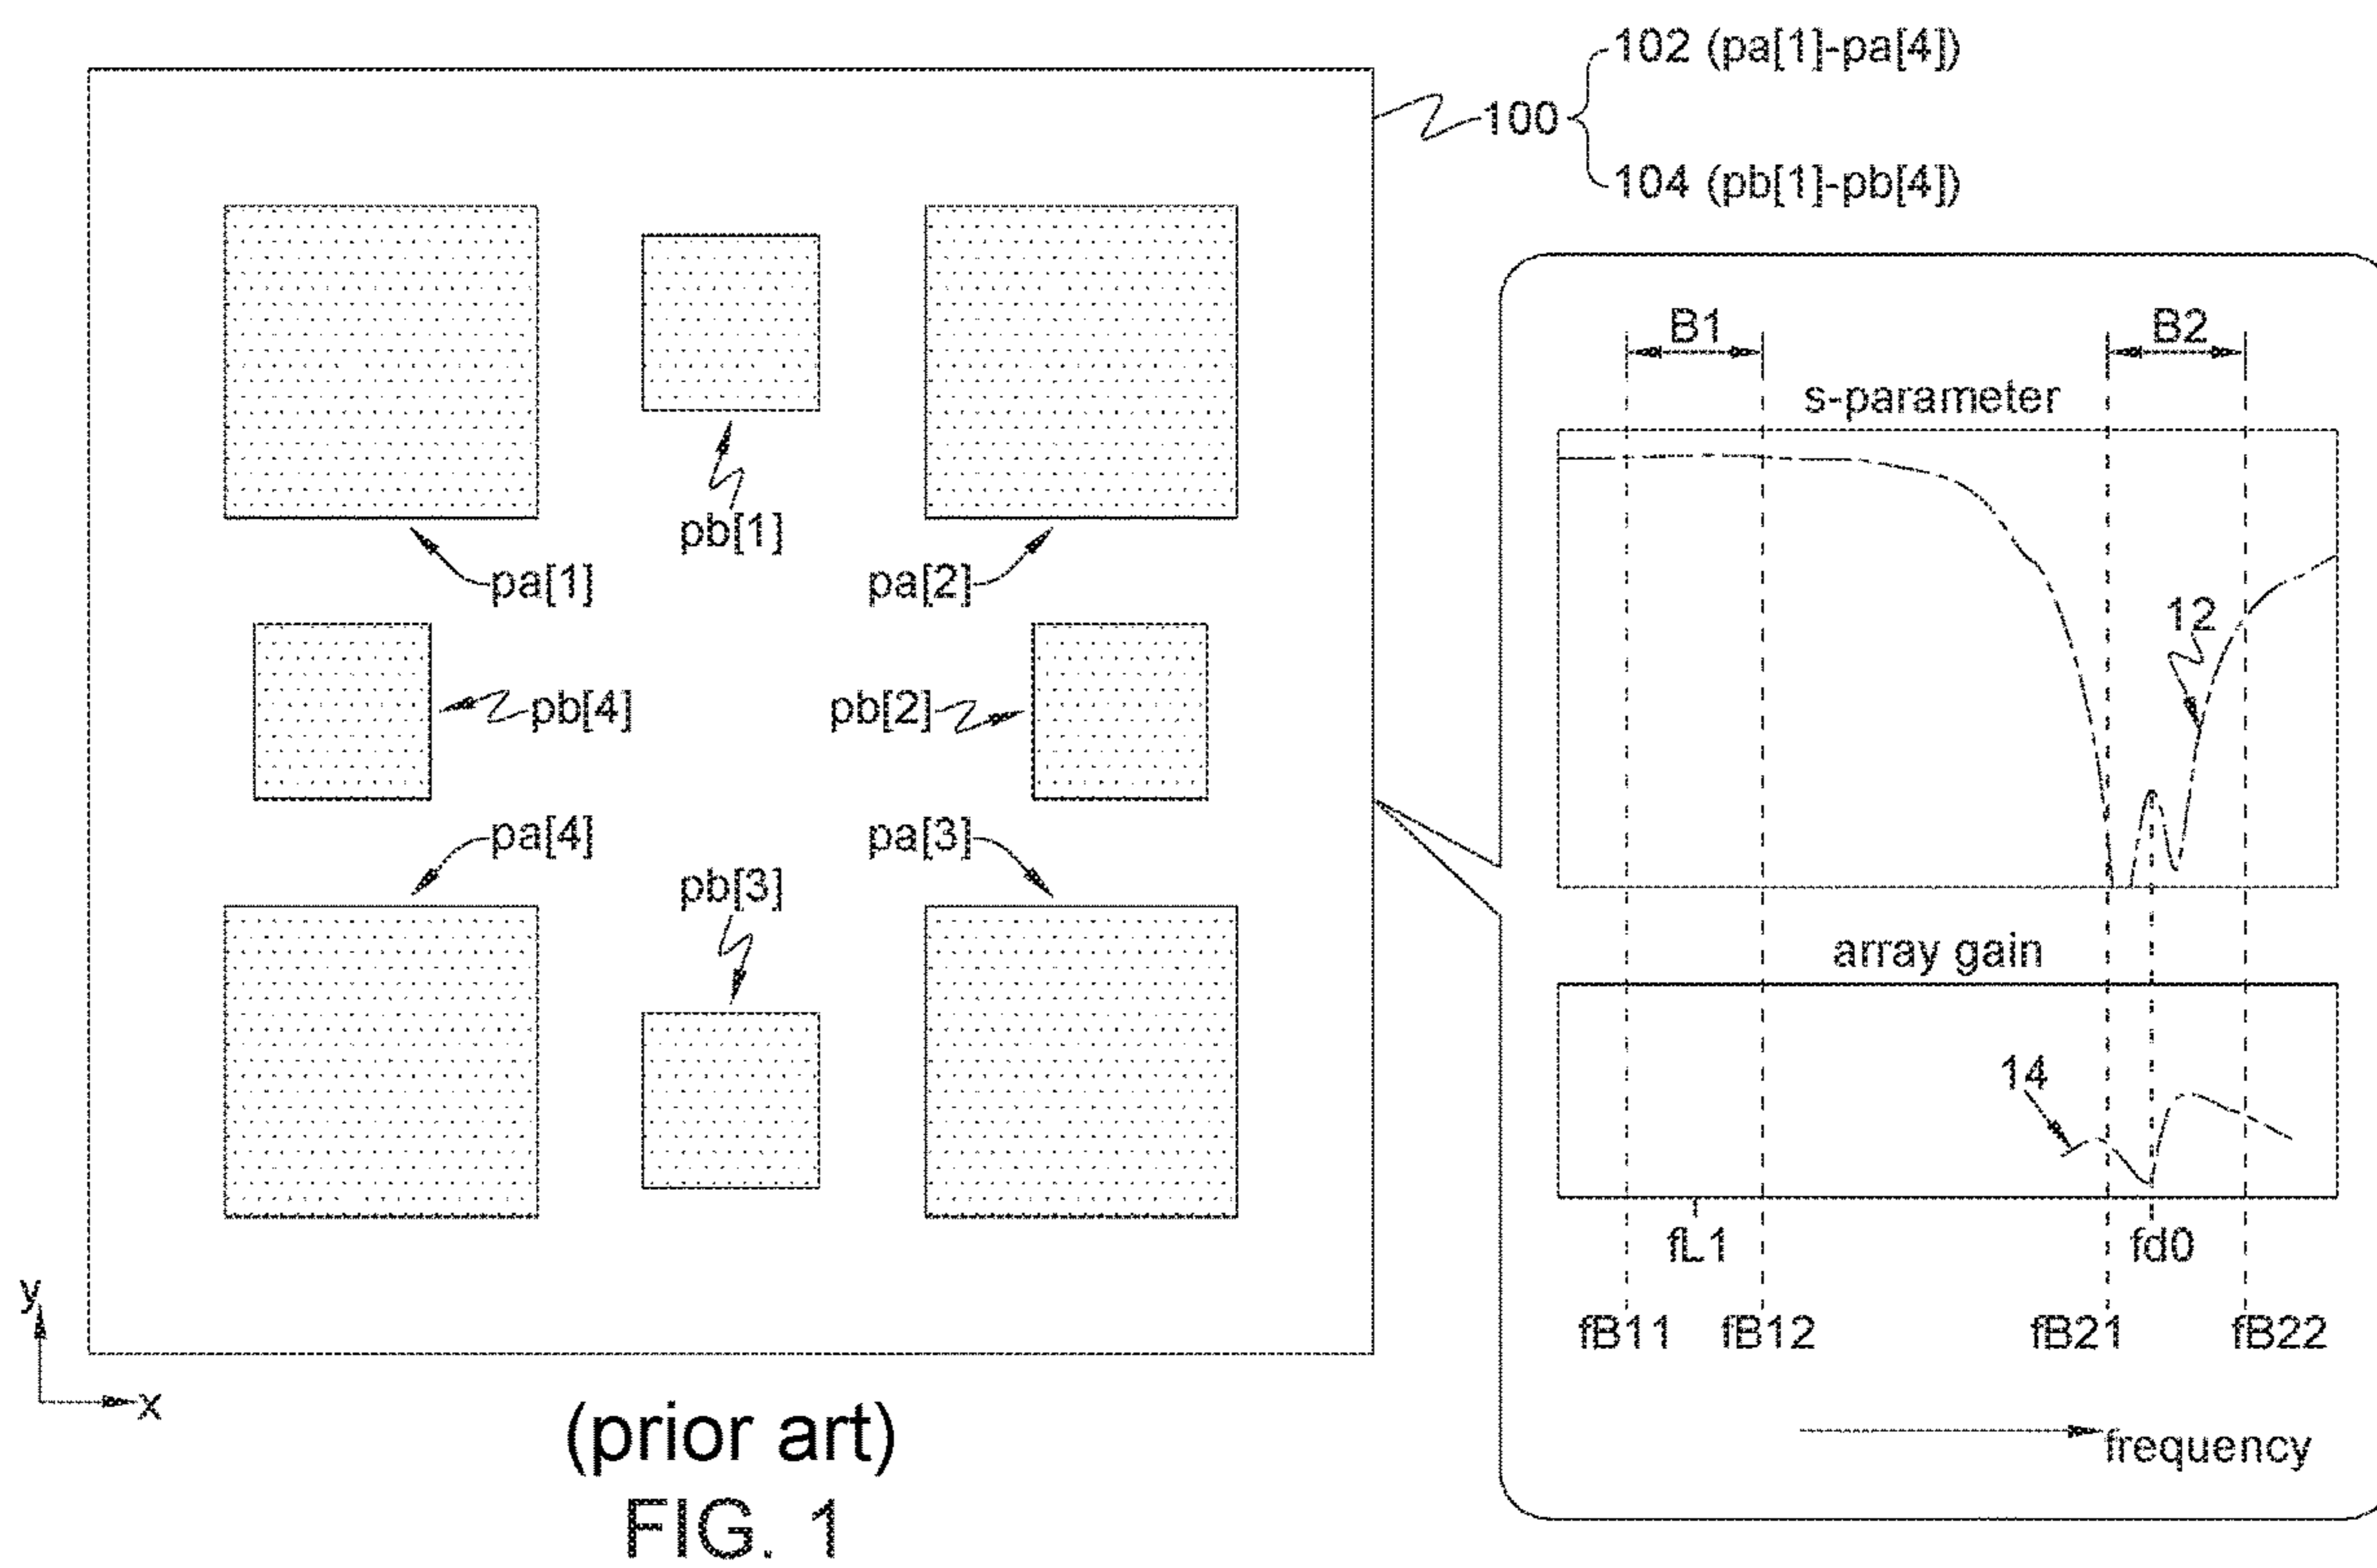 102 (pa[1]-pa[4])
100
104 (pb[1]-pb[4])
pb[1]
pa[1]
pa[2]
pb[4]
pb[2]
pa[4]
pa[3]
pb[3]
B1
B2
s-parameter
12
array gain
14
fL1
fd0
fB11
fB12
fB21
fB22
frequency
y
x
(prior art)
FIG. 1